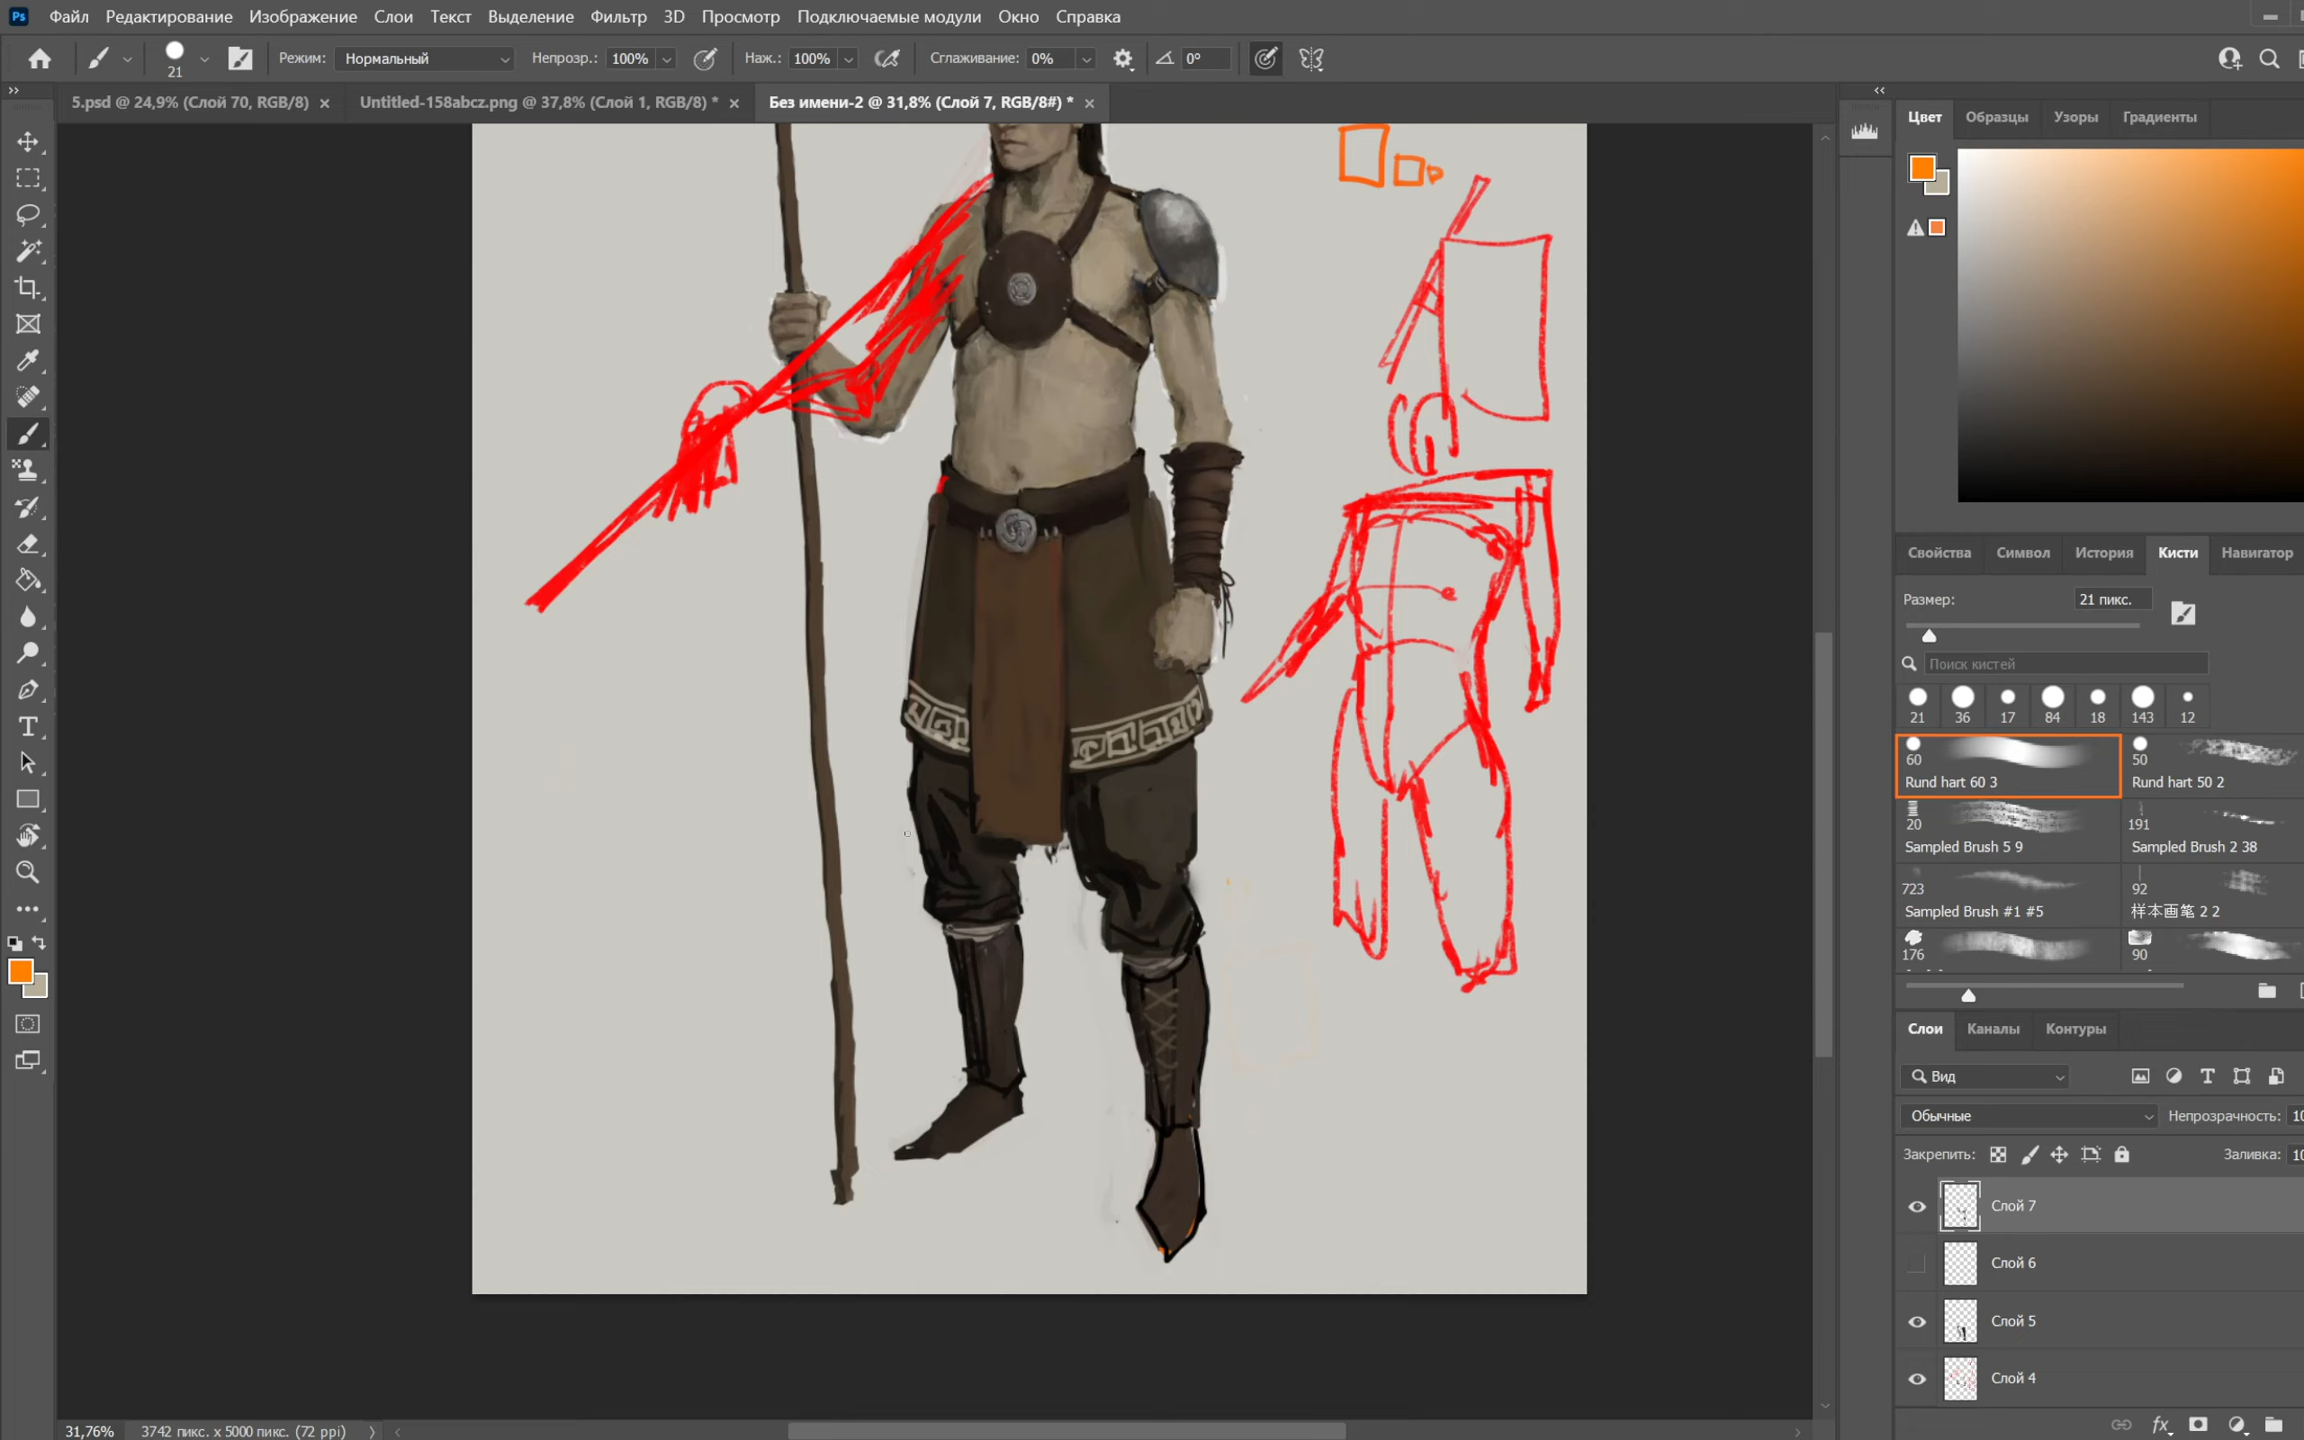 Ps Файл Редактирование Изображение Слои Текст Выделение Фильтр 3D Просмотр Подключаемые модули Окно Справка
21 Режим: Нормальный Непрозр.: 100% Наж.: 100% Сглаживание: 0% 0°
5.psd @ 24,9% (Слой 70, RGB/8) × Untitled-158abcz.png @ 37,8% (Слой 1, RGB/8) * × Без имени-2 @ 31,8% (Слой 7, RGB/8#) * ×
Цвет Образцы Узоры Градиенты
Свойства Символ История Кисти Навигатор
Размер: 21 пикс.
Поиск кистей
21 36 17 84 18 143 12
60 50
Rund hart 60 3 Rund hart 50 2
20 191
Sampled Brush 5 9 Sampled Brush 2 38
723 92
Sampled Brush #1 #5 样本画笔 2 2
176 90
Слои Каналы Контуры
Вид
Обычные Непрозрачность: 10
Закрепить: Заливка: 10
Слой 7
Слой 6
Слой 5
Слой 4
31,76% 3742 пикс. x 5000 пикс. (72 ppi)